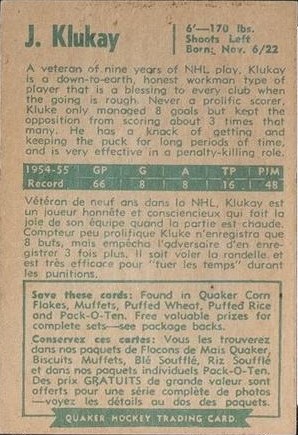 J. Klukay
6'—170 lbs.
Shoots Left
Born: Nov. 6/22
A veteran of nine years of NHL play, Klukay
is a down-to-earth, honest workman type of
player that is a blessing to every club when
the going is rough. Never a prolific scorer,
Kluke only managed 8 goals but kept the
opposition from scoring about 3 times that
many. He has a knack of getting and
keeping the puck for long periods of time,
and is very effective in a penalty-killing role.
1954-55 GP G A TP PIM
Record 66 8 8 16 48
Vétéran de neuf ans dans la NHL, Klukay est
un joueur honnête et consciencieux qui fait la
joie de son équipe quand la partie est chaude.
Compteur peu prolifique Kluke n'enregistra que
8 buts, mais empêcha l'adversaire d'en enre-
gistrer 3 fois plus. Il sait voler la rondelle et
est très efficace pour "tuer les temps" durant
les punitions.
Save these cards: Found in Quaker Corn
Flakes, Muffets, Puffed Wheat, Puffed Rice
and Pack-O-Ten. Free valuable prizes for
complete sets—see package backs.
Conservez ces cartes: Vous les trouverez
dans nos paquets de Flocons de Mais Quaker
Biscuits Muffets, Blé Soufflé, Riz Soufflé
et dans nos paquets individuels Pack-O-Ten.
Des prix GRATUITS de grande valeur sont
offerts pour une série complète de photos
—voyez les détails au dos des paquets.
QUAKER HOCKEY TRADING CARD.